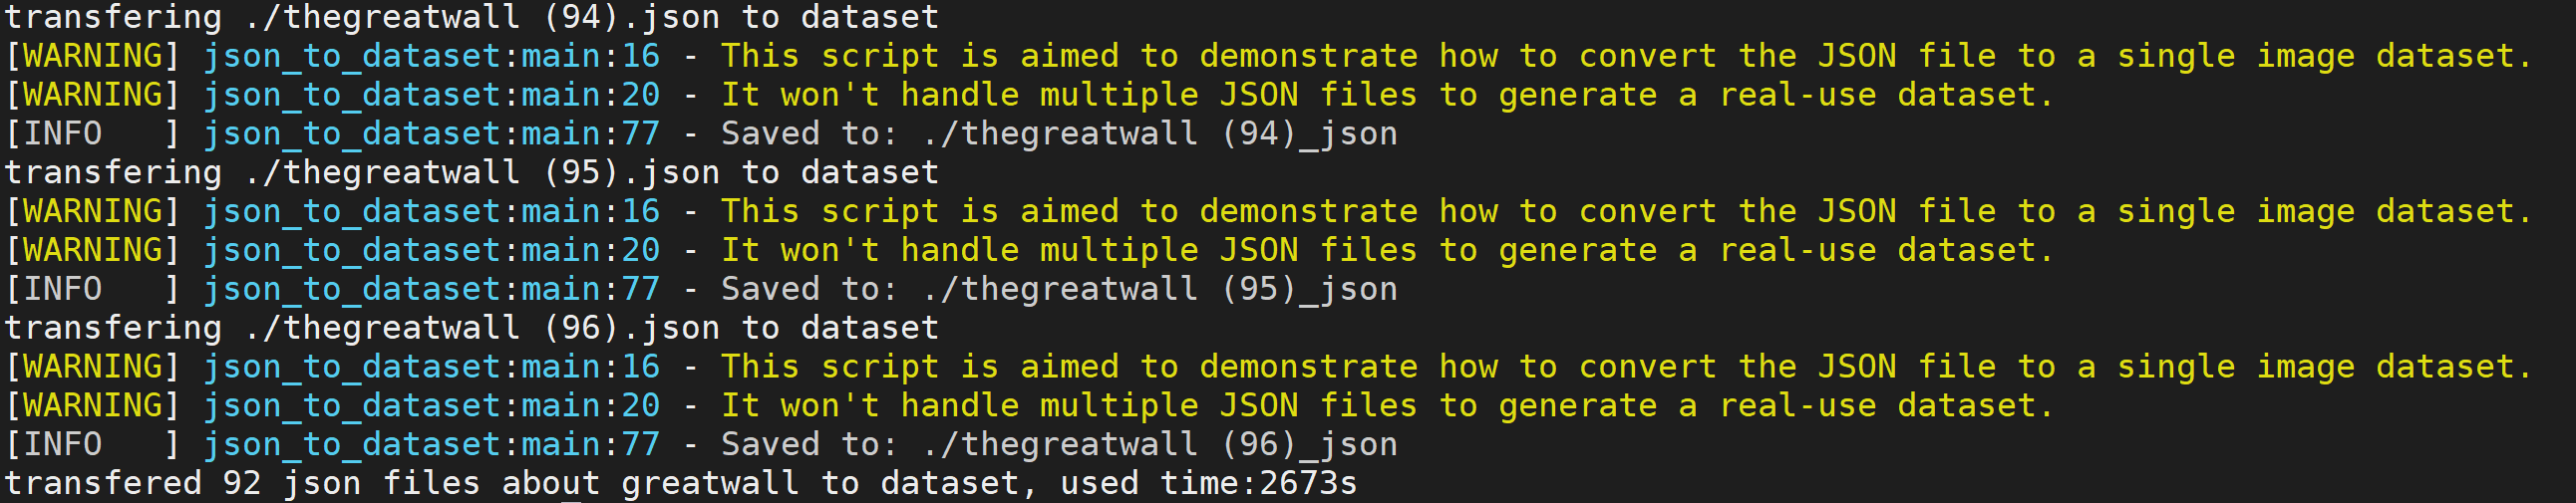 transfering ./thegreatwall (94).json to dataset
[WARNING] json_to_dataset:main:16 - This script is aimed to demonstrate how to convert the JSON file to a single image dataset.
[WARNING] json_to_dataset:main:20 - It won't handle multiple JSON files to generate a real-use dataset.
[INFO   ] json_to_dataset:main:77 - Saved to: ./thegreatwall (94)_json
transfering ./thegreatwall (95).json to dataset
[WARNING] json_to_dataset:main:16 - This script is aimed to demonstrate how to convert the JSON file to a single image dataset.
[WARNING] json_to_dataset:main:20 - It won't handle multiple JSON files to generate a real-use dataset.
[INFO   ] json_to_dataset:main:77 - Saved to: ./thegreatwall (95)_json
transfering ./thegreatwall (96).json to dataset
[WARNING] json_to_dataset:main:16 - This script is aimed to demonstrate how to convert the JSON file to a single image dataset.
[WARNING] json_to_dataset:main:20 - It won't handle multiple JSON files to generate a real-use dataset.
[INFO   ] json_to_dataset:main:77 - Saved to: ./thegreatwall (96)_json
transfered 92 json files about greatwall to dataset, used time:2673s